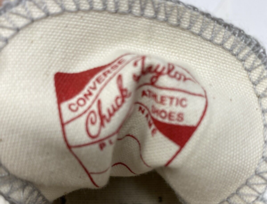 CONVERSE
Chuck Taylor
ATHLETIC
SHOES